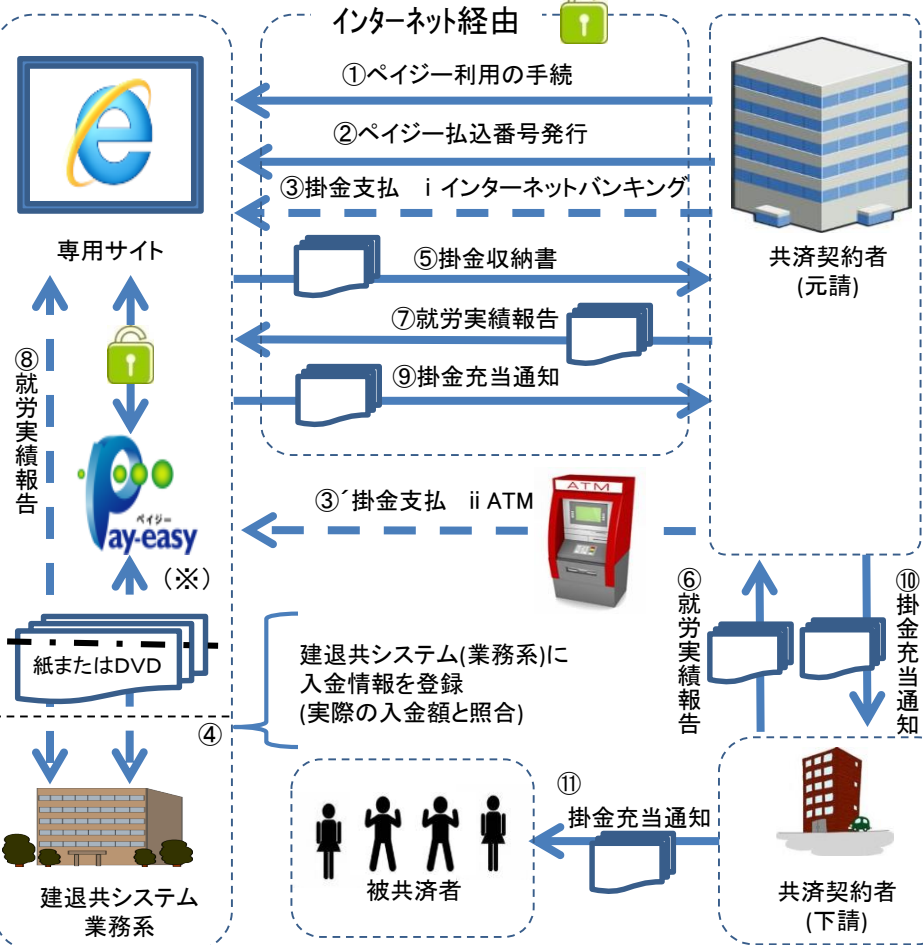 インターネット経由
①ペイジー利用の手続
②ペイジー払込番号発行
③掛金支払 ⅰ インターネットバンキング
専用サイト
⑤掛金収納書
共済契約者
(元請)
⑦就労実績報告
⑧就労実績報告
⑨掛金充当通知
ペイジー
Pay-easy
(※)
③´掛金支払 ⅱ ATM
ATM
紙またはDVD
④
建退共システム(業務系)に
入金情報を登録
(実際の入金額と照合)
⑥就労実績報告
⑩掛金充当通知
⑪
掛金充当通知
建退共システム
業務系
被共済者
共済契約者
(下請)